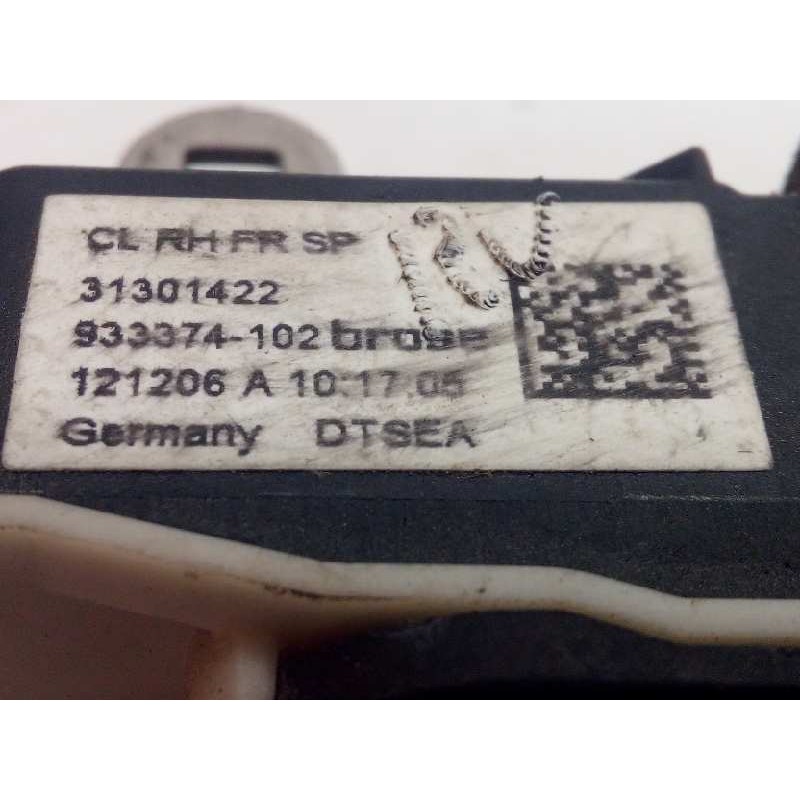 CL RH FR SP
31301422
933374-102 brose
121206 A 10:17.05
Germany DTSEA